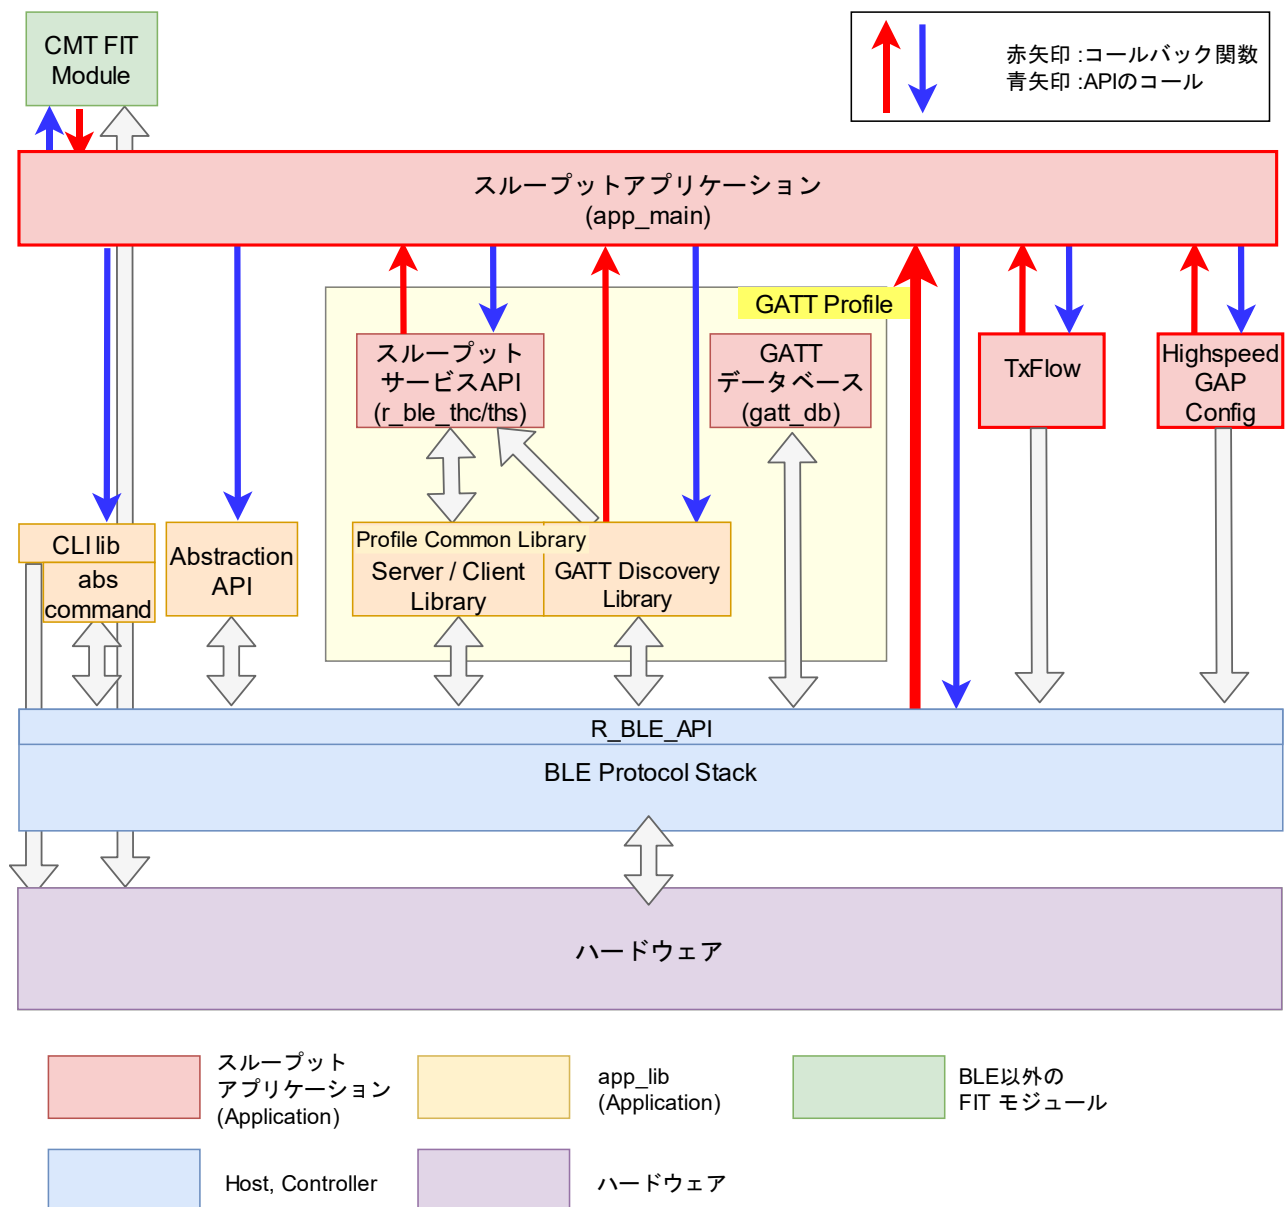 CMT FIT
Module
赤矢印 :コールバック関数
青矢印 :APIのコール
スループットアプリケーション
(app_main)
GATT Profile
スループット
サービスAPI
(r_ble_thc/ths)
GATT
データベース
(gatt_db)
TxFlow
Highspeed
GAP
Config
CLI lib
abs
command
Abstraction
API
Profile Common Library
Server / Client
Library
GATT Discovery
Library
R_BLE_API
BLE Protocol Stack
ハードウェア
スループット
アプリケーション
(Application)
app_lib
(Application)
BLE以外の
FIT モジュール
Host, Controller
ハードウェア